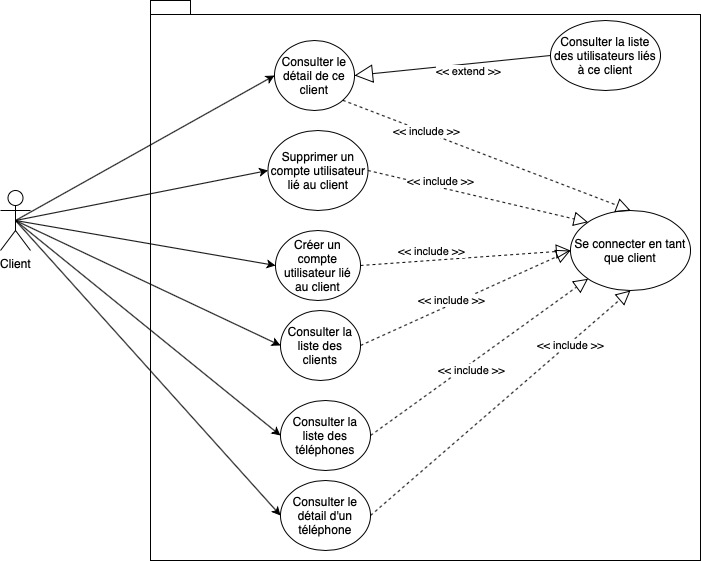 Consulter le
détail de ce
client
<< extend >>
Consulter la liste
des utilisateurs liés
à ce client
<< include >>
Supprimer un
compte utilisateur
lié au client
<< include >>
Client
Créer un
compte
utilisateur lié
au client
<< include >>
Se connecter en tant
que client
Consulter la
liste des
clients
<< include >>
<< include >>
<< include >>
Consulter la
liste des
téléphones
Consulter le
détail d'un
téléphone